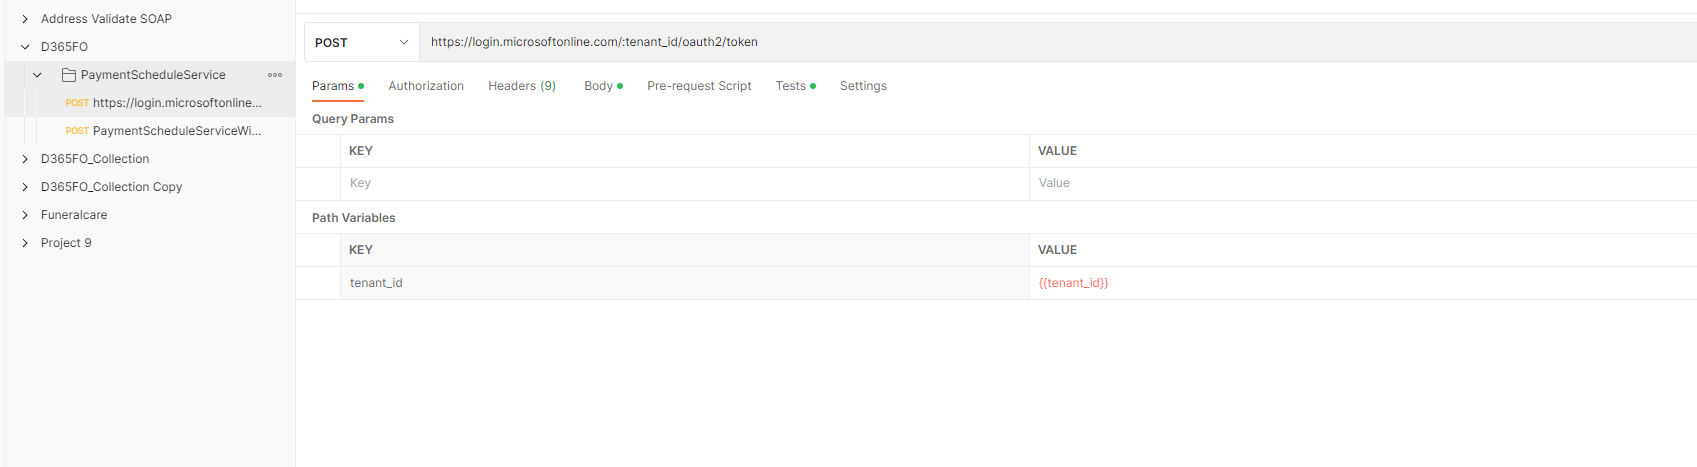 Address Validate SOAP
D365FO
PaymentScheduleService
POST https://login.microsoftonline...
POST PaymentScheduleServiceWi...
D365FO_Collection
D365FO_Collection Copy
Funeralcare
Project 9
POST https://login.microsoftonline.com/:tenant_id/oauth2/token
Params Authorization Headers (9) Body Pre-request Script Tests Settings
Query Params
KEY VALUE
Key Value
Path Variables
KEY VALUE
tenant_id {{tenant_id}}